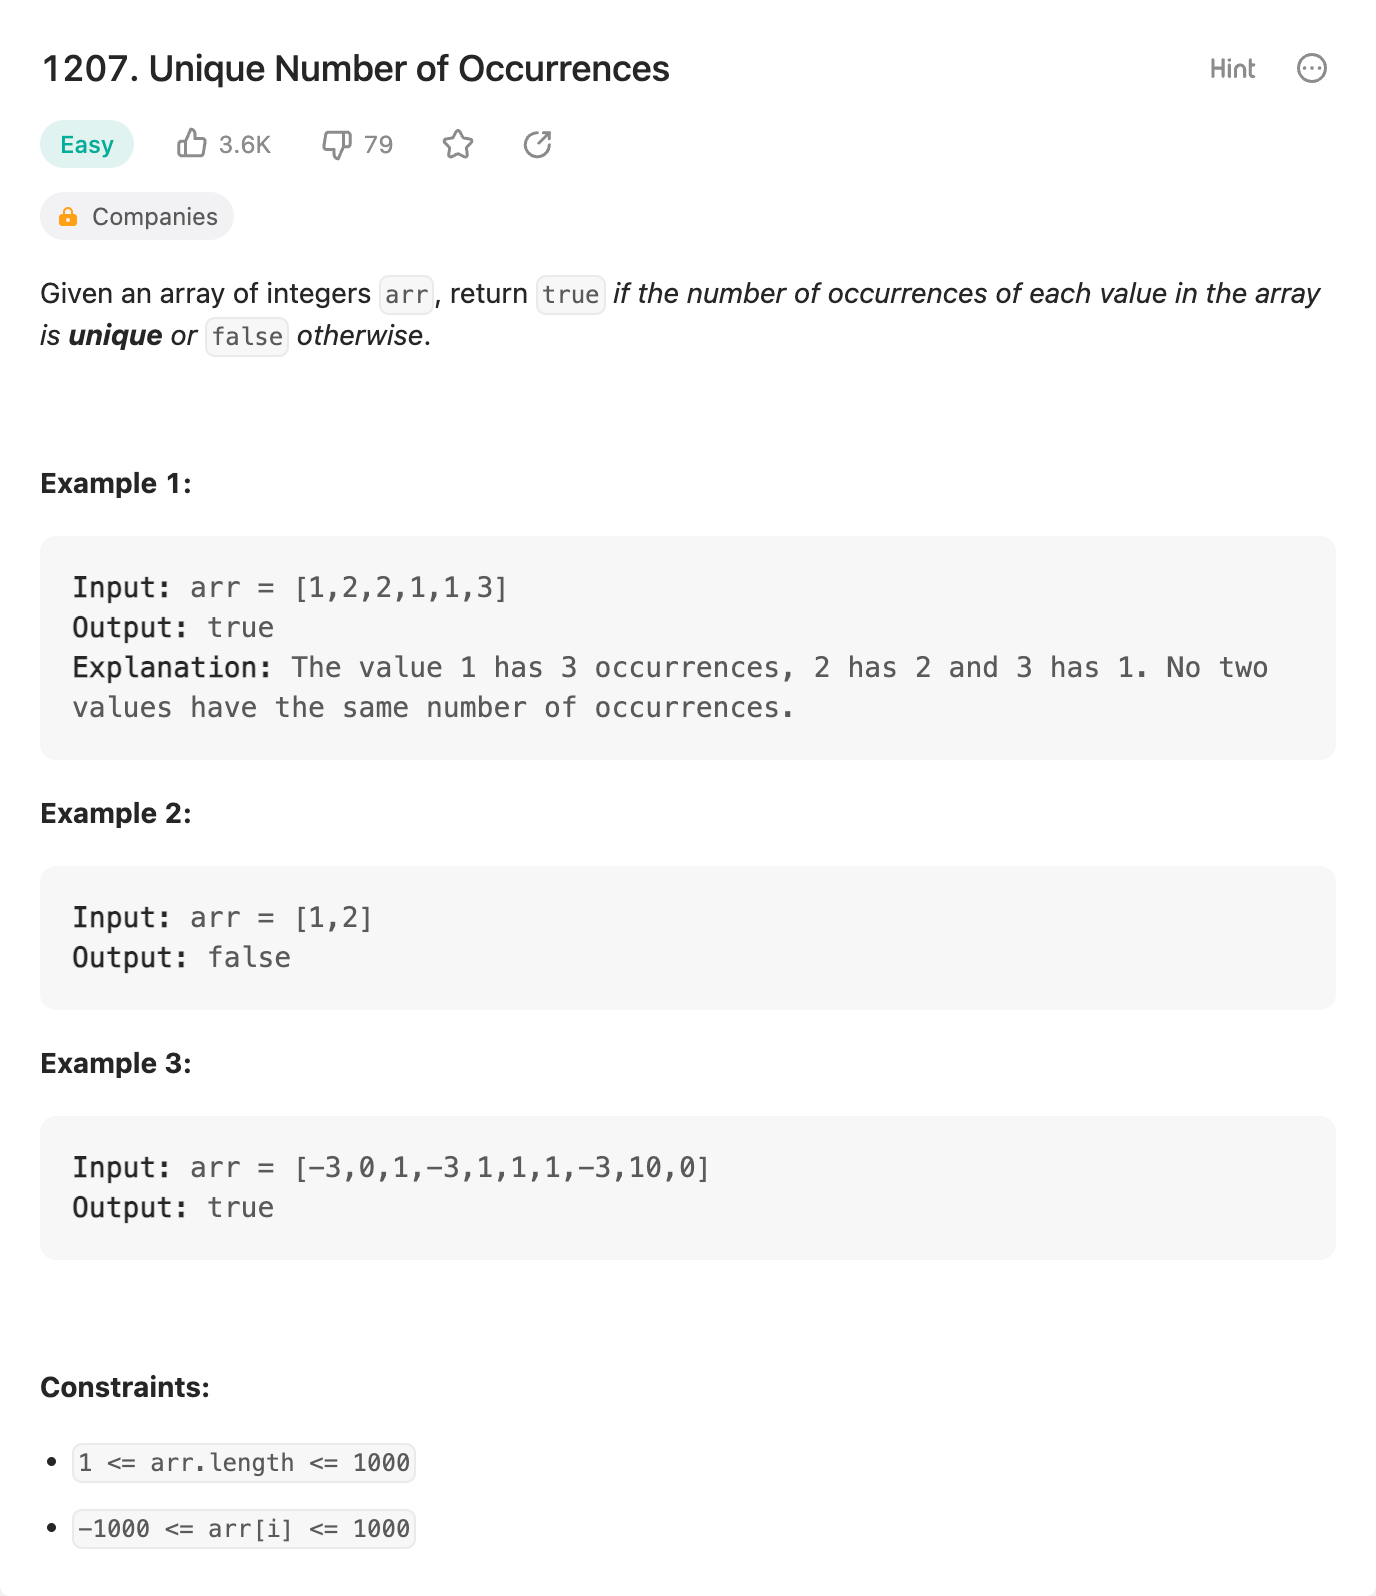 1207. Unique Number of Occurrences
Hint
Easy
3.6K
79
Companies
Given an array of integers arr, return true if the number of occurrences of each value in the array
is unique or false otherwise.
Example 1:
Input: arr = [1,2,2,1,1,3]
Output: true
Explanation: The value 1 has 3 occurrences, 2 has 2 and 3 has 1. No two
values have the same number of occurrences.
Example 2:
Input: arr = [1,2]
Output: false
Example 3:
Input: arr = [-3,0,1,-3,1,1,1,-3,10,0]
Output: true
Constraints:
• 1 <= arr.length <= 1000
• -1000 <= arr[i] <= 1000